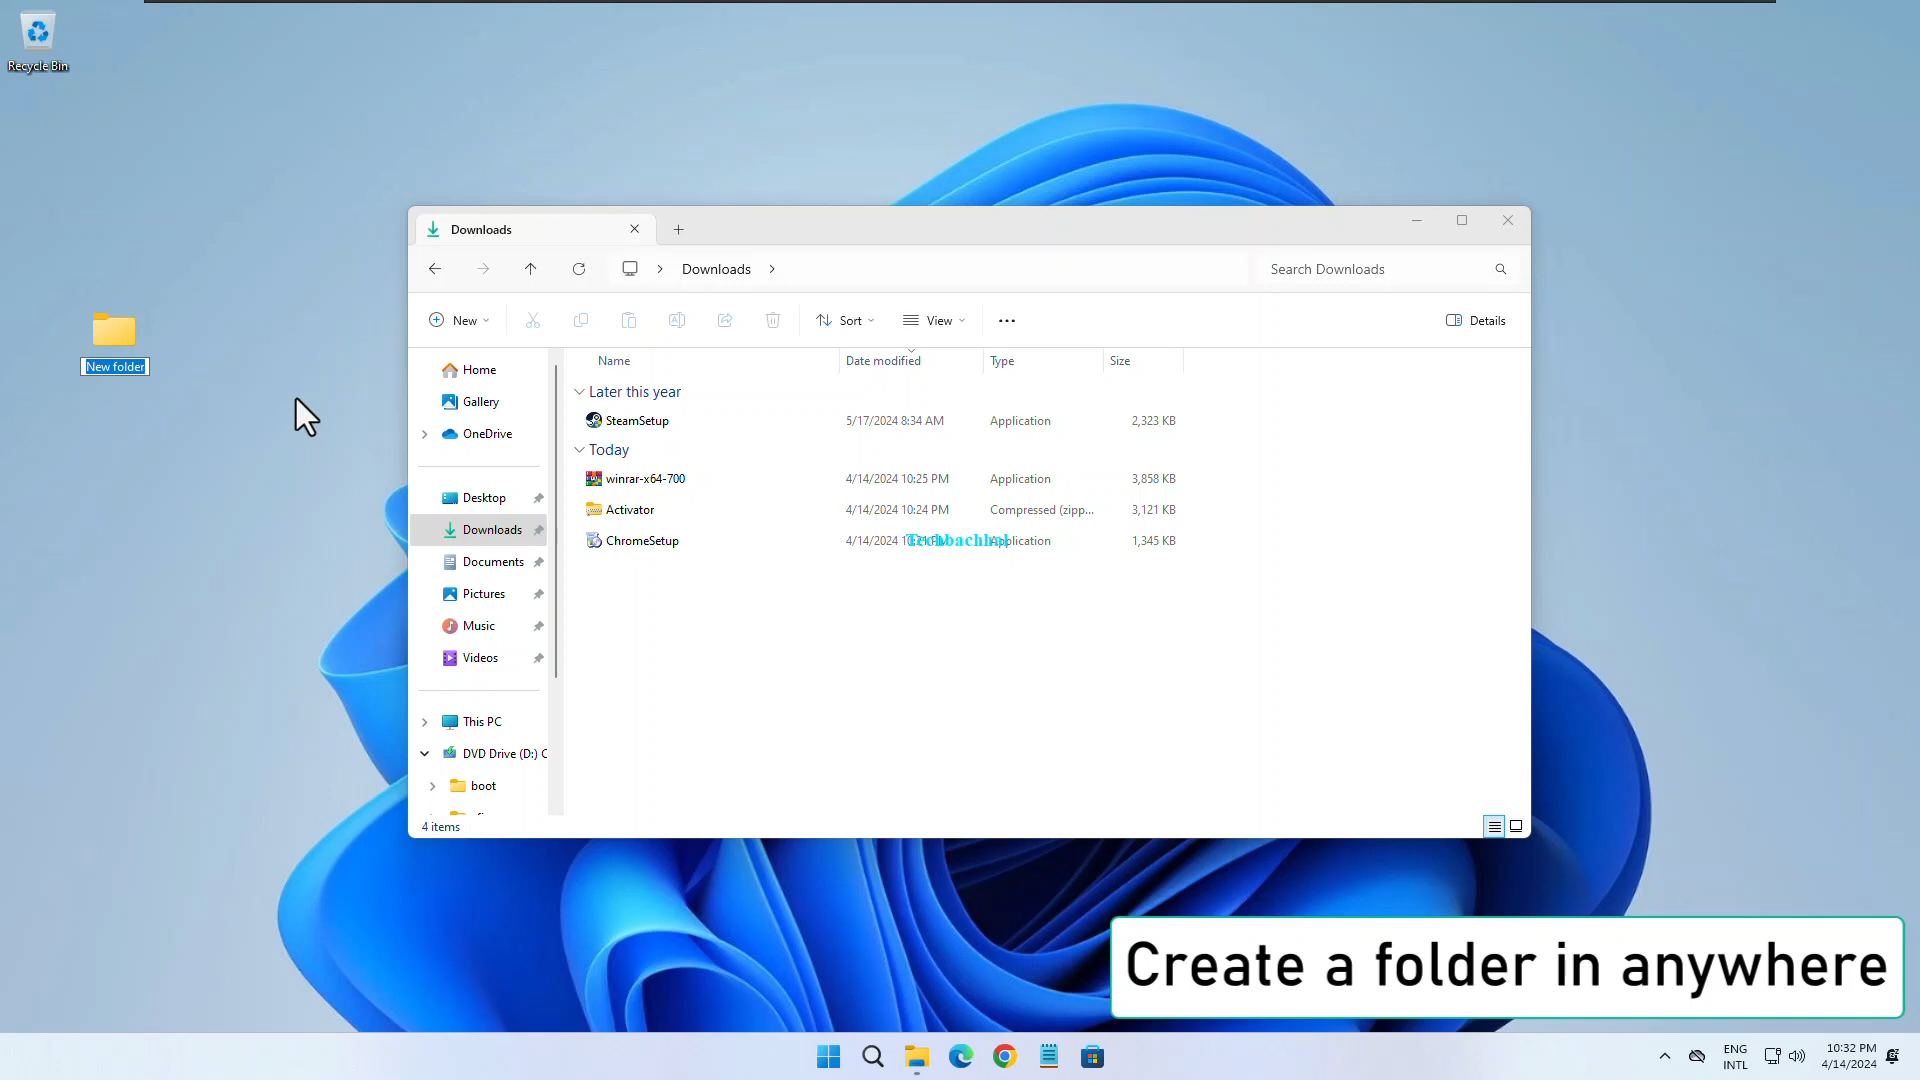 Recycle Bin
New folder
Downloads
Downloads
Search Downloads
New
Sort
View
Details
Name
Date modified
Type
Size
Home
Gallery
OneDrive
Desktop
Downloads
Documents
Pictures
Music
Videos
This PC
DVD Drive (D:) C
boot
Later this year
SteamSetup 5/17/2024 8:34 AM Application 2,323 KB
Today
winrar-x64-700 4/14/2024 10:25 PM Application 3,858 KB
Activator 4/14/2024 10:24 PM Compressed (zipp... 3,121 KB
ChromeSetup 4/14/2024 Application 1,345 KB
Techbachhal
4 items
Create a folder in anywhere
ENG
INTL
10:32 PM
4/14/2024